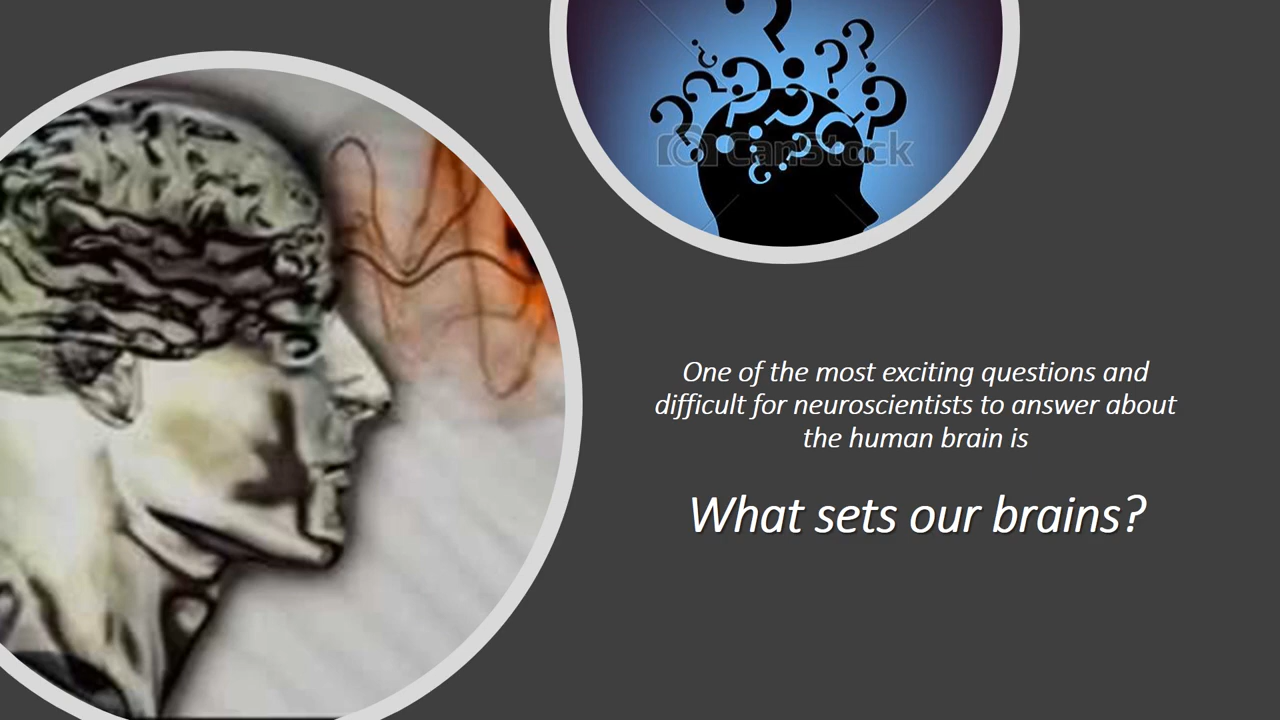 CanStock
One of the most exciting questions and
difficult for neuroscientists to answer about
the human brain is
What sets our brains?